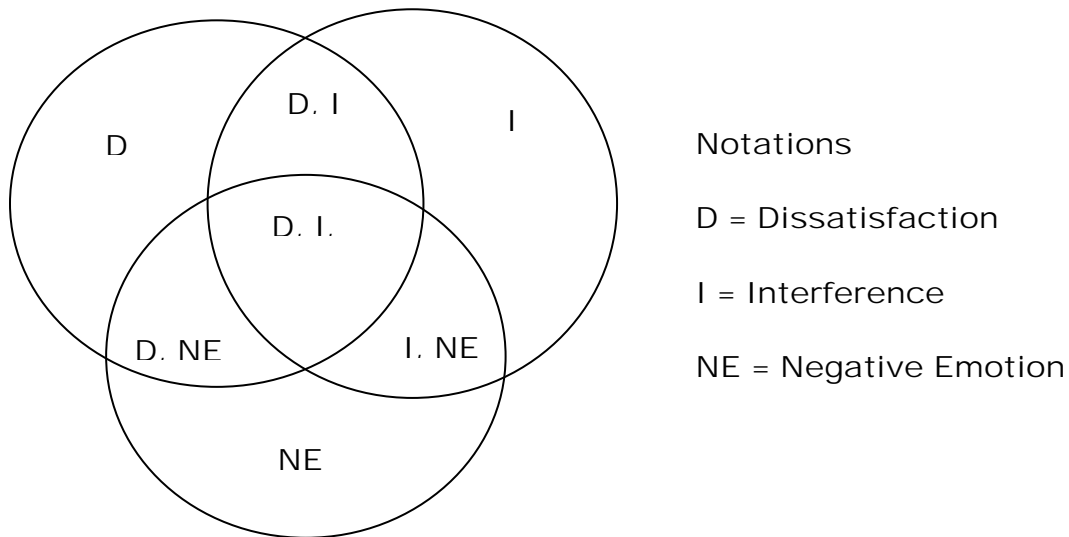 D. I
I
D
D. I.
D. NE
I. NE
NE
Notations
D = Dissatisfaction
I = Interference
NE = Negative Emotion